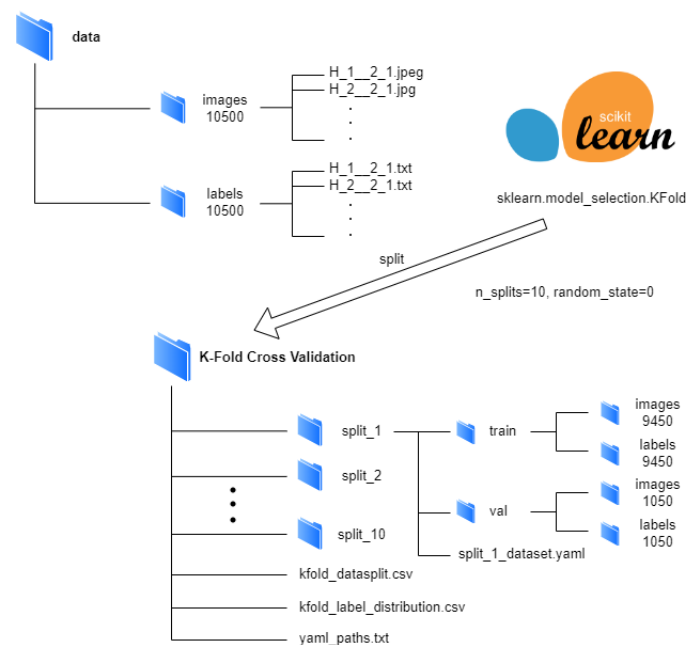 data
images
10500
H_1__2_1.jpeg
H_2__2_1.jpg
labels
10500
H_1__2_1.txt
H_2__2_1.txt
scikit
learn
sklearn.model_selection.KFold
split
n_splits=10, random_state=0
K-Fold Cross Validation
split_1
train
images
9450
labels
9450
split_2
val
images
1050
labels
1050
split_10
split_1_dataset.yaml
kfold_datasplit.csv
kfold_label_distribution.csv
yaml_paths.txt